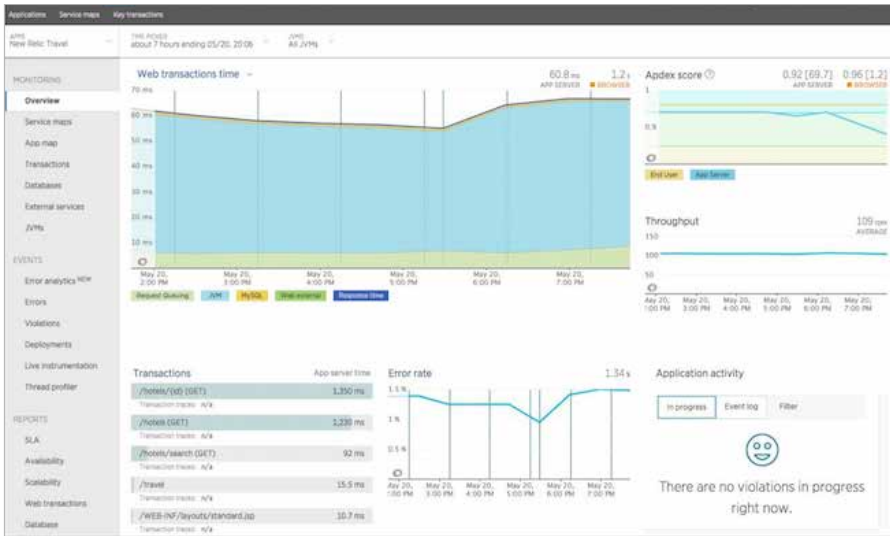 Applications Service maps Key transactions
APPS
New Relic Travel
TIME PICKER
about 7 hours ending 05/20, 20:06
JVMS
All JVMs
MONITORING
Overview
Service maps
App map
Transactions
Databases
External services
JVMs
EVENTS
Error analytics NEW
Errors
Violations
Deployments
Live instrumentation
Thread profiler
REPORTS
SLA
Availability
Scalability
Web transactions
Database
Web transactions time
60.8 ms 1.2 s
APP SERVER BROWSER
70 ms
60 ms
50 ms
40 ms
30 ms
20 ms
10 ms
May 20, May 20, May 20, May 20, May 20, May 20,
2:00 PM 3:00 PM 4:00 PM 5:00 PM 6:00 PM 7:00 PM
Request Queuing JVM MySQL Web external Response time
Apdex score 0.92 [69.7] 0.96 [1.2]
APP SERVER BROWSER
1
0.5
End User App Server
Throughput 109 rpm
AVERAGE
150
100
50
May 20, May 20, May 20, May 20, May 20, May 20,
3:00 PM 4:00 PM 5:00 PM 6:00 PM 7:00 PM
Transactions App server time
/hotels/{id} (GET) 1,350 ms
Transaction traces: n/a
/hotels (GET) 1,230 ms
Transaction traces: n/a
/hotels/search (GET) 92 ms
Transaction traces: n/a
/travel 15.5 ms
Transaction traces: n/a
/WEB-INF/layouts/standard.jsp 10.7 ms
Transaction traces: n/a
Error rate 1.34 %
1.5 %
1 %
0.5 %
May 20, May 20, May 20, May 20, May 20, May 20,
3:00 PM 4:00 PM 5:00 PM 6:00 PM 7:00 PM
Application activity
In progress Event log Filter
There are no violations in progress
right now.